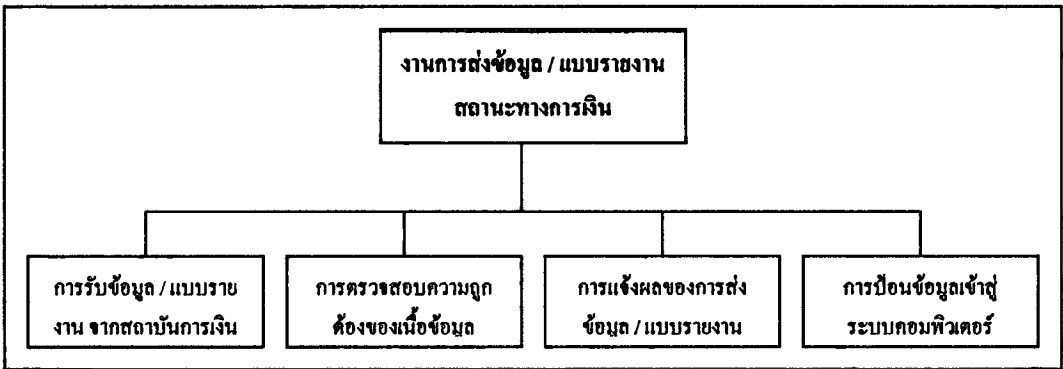 งานการส่งข้อมูล / แบบรายงาน
สถานะทางการเงิน
การรับข้อมูล / แบบราย
งาน จากสถาบันการเงิน
การตรวจสอบความถูก
ต้องของเนื้อข้อมูล
การแจ้งผลของการส่ง
ข้อมูล / แบบรายงาน
การป้อนข้อมูลเข้าสู่
ระบบคอมพิวเตอร์